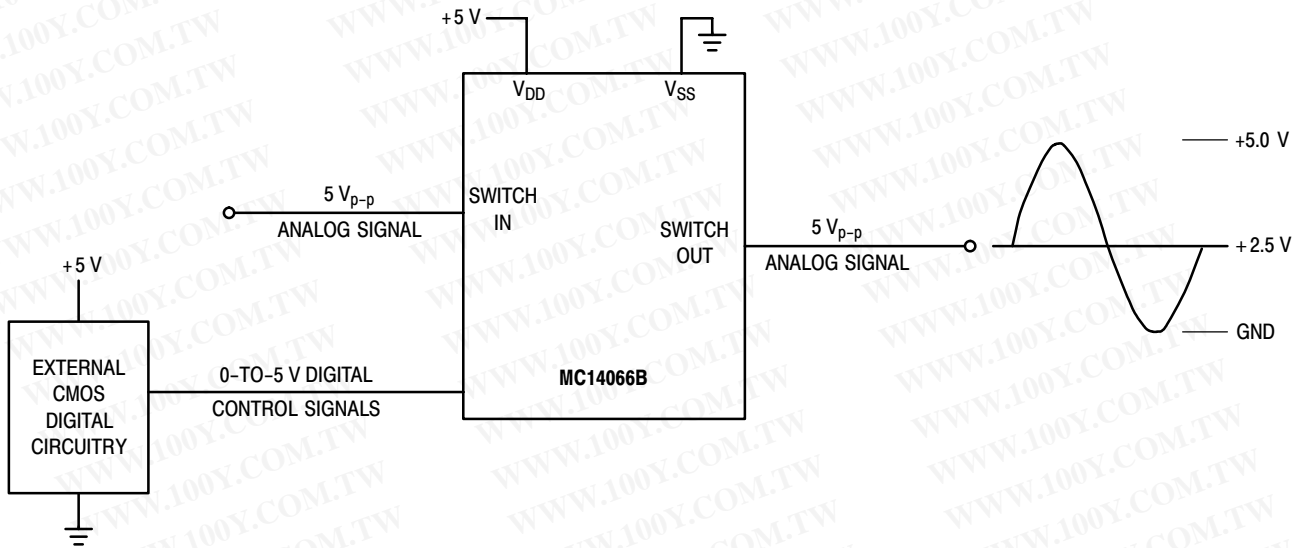 +5 V
VDD
VSS
+5.0 V
5 Vp-p
ANALOG SIGNAL
SWITCH
IN
SWITCH
OUT
5 Vp-p
ANALOG SIGNAL
+2.5 V
GND
+5 V
EXTERNAL
CMOS
DIGITAL
CIRCUITRY
0-TO-5 V DIGITAL
CONTROL SIGNALS
MC14066B
WWW.100Y.COM.TW